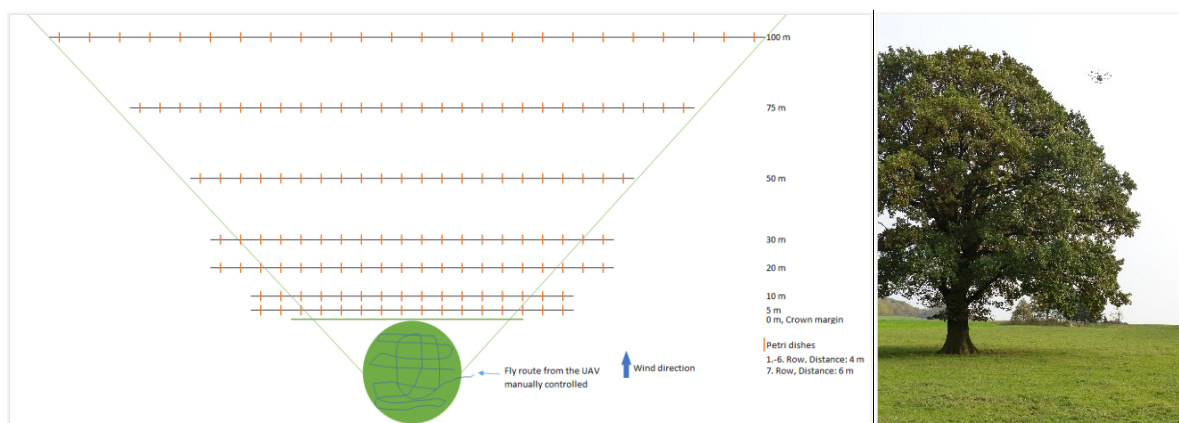 100 m
75 m
50 m
30 m
20 m
10 m
5 m
0 m, Crown margin
Petri dishes
1.-6. Row, Distance: 4 m
7. Row, Distance: 6 m
Fly route from the UAV
manually controlled
Wind direction